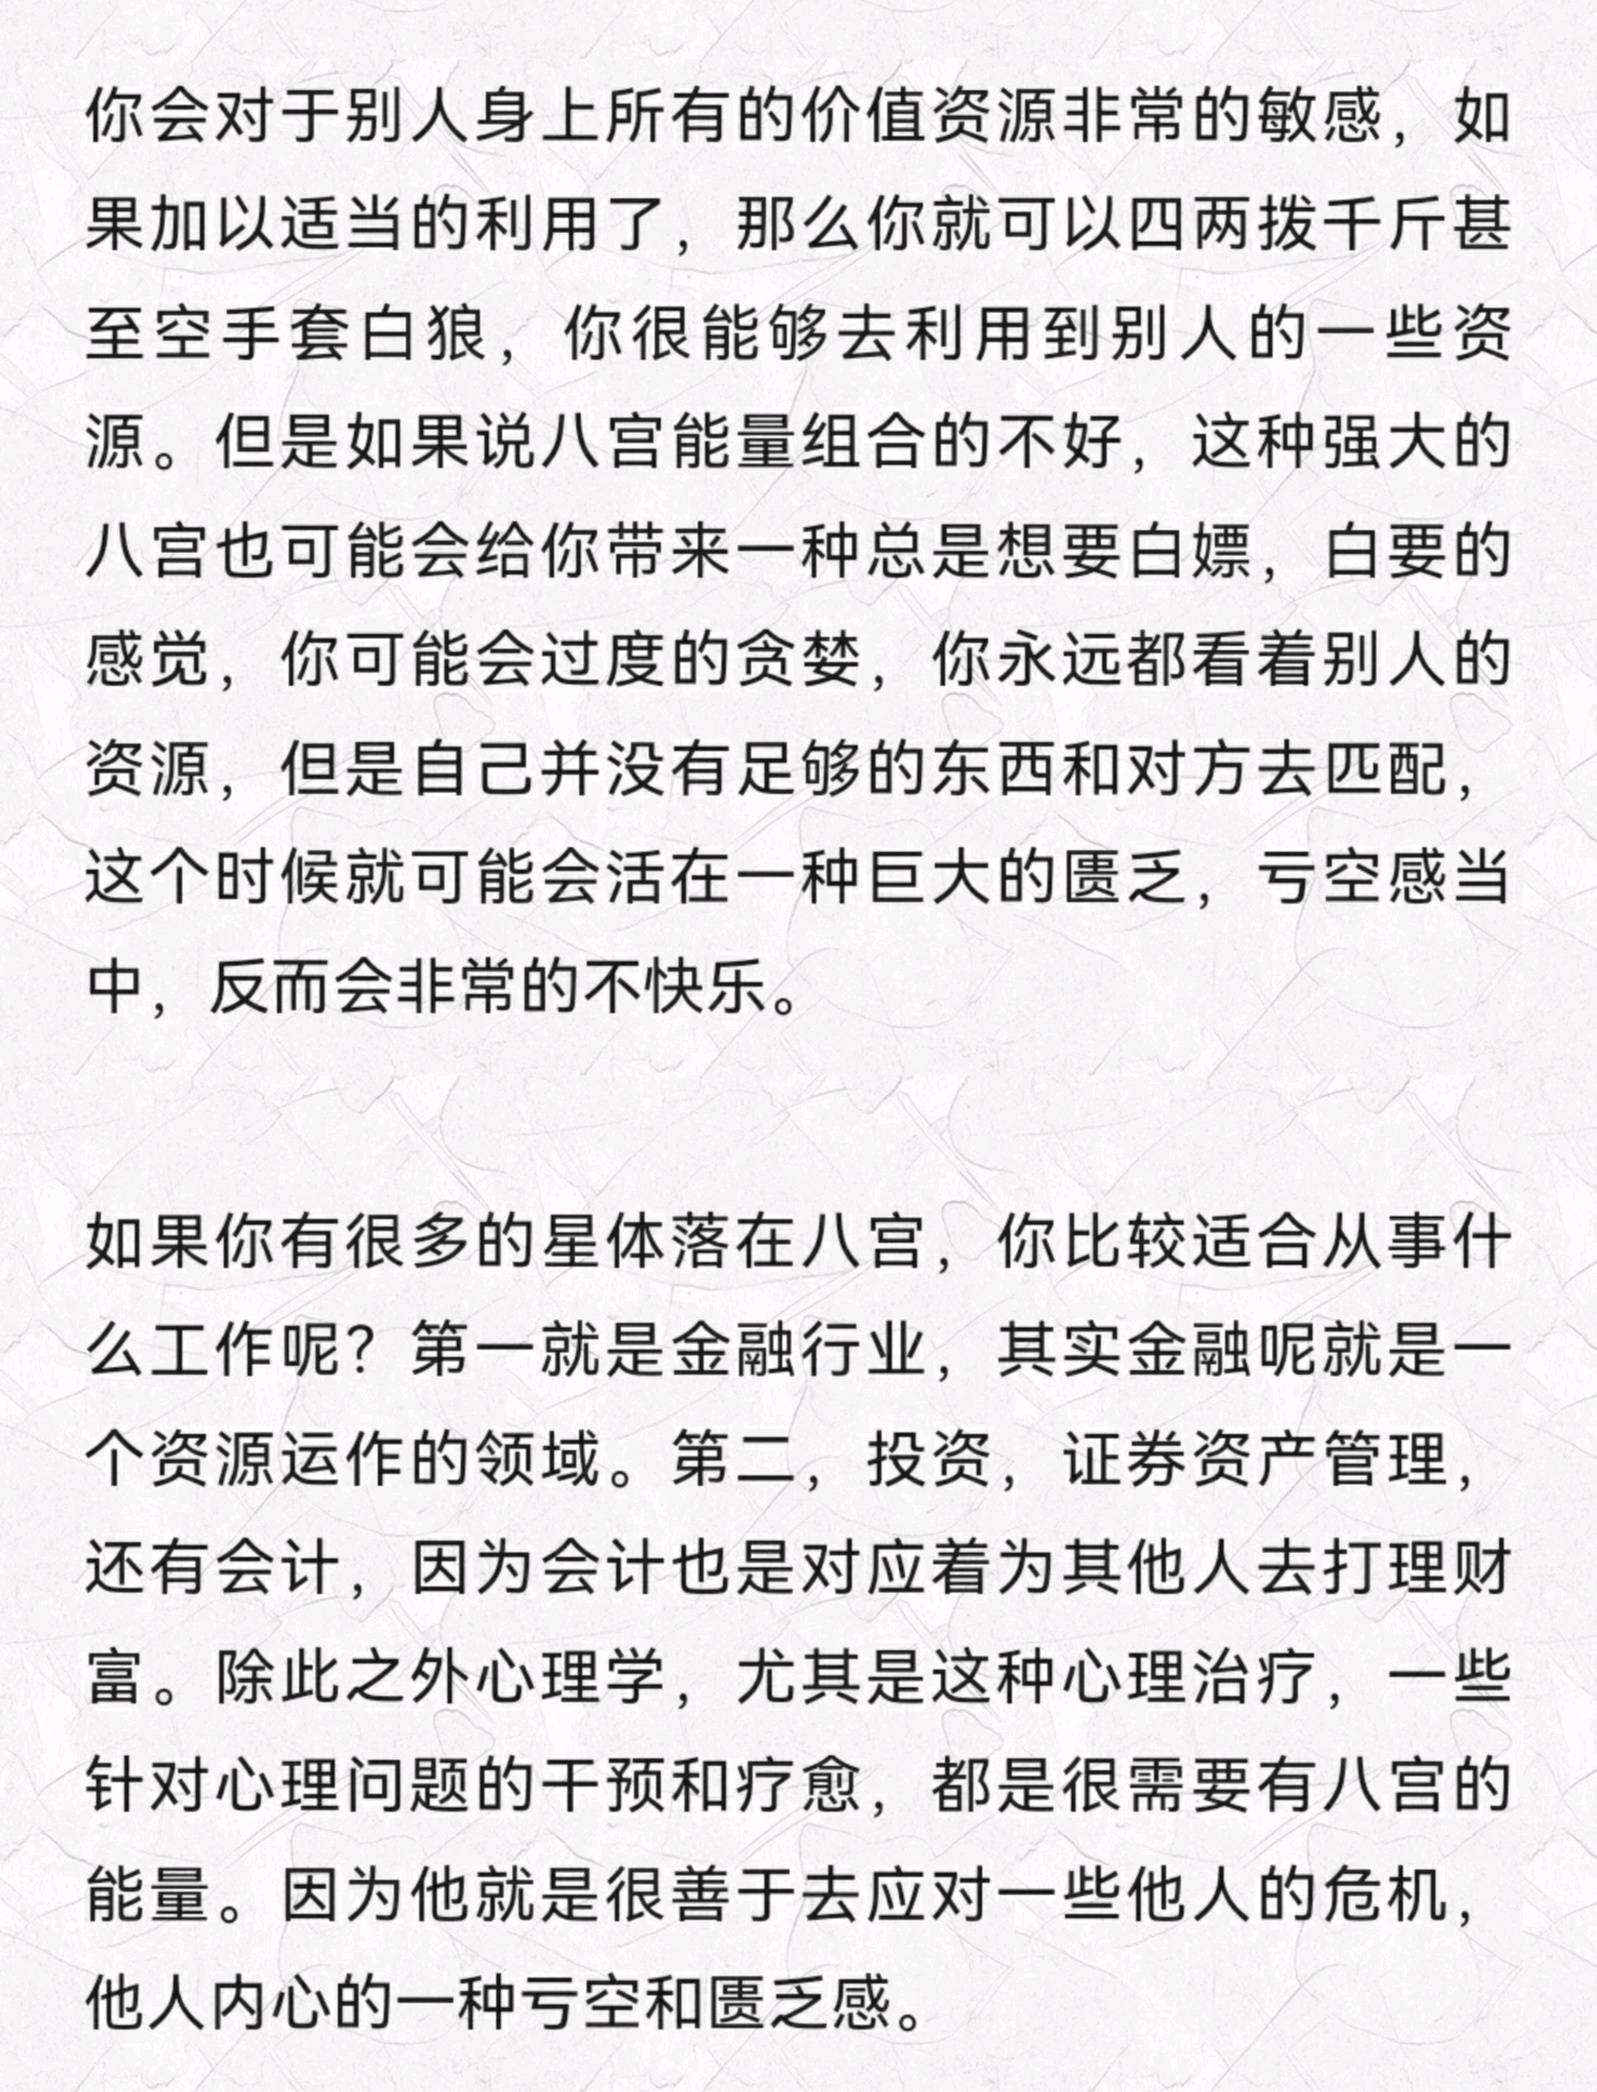 你会对于别人身上所有的价值资源非常的敏感，如
果加以适当的利用了，那么你就可以四两拨千斤甚
至空手套白狼，你很能够去利用到别人的一些资
源。但是如果说八宫能量组合的不好，这种强大的
八宫也可能会给你带来一种总是想要白嫖，白要的
感觉，你可能会过度的贪婪，你永远都看着别人的
资源，但是自己并没有足够的东西和对方去匹配，
这个时候就可能会活在一种巨大的匮乏，亏空感当
中，反而会非常的不快乐。
如果你有很多的星体落在八宫，你比较适合从事什
么工作呢？第一就是金融行业，其实金融呢就是一
个资源运作的领域。第二，投资，证券资产管理，
还有会计，因为会计也是对应着为其他人去打理财
富。除此之外心理学，尤其是这种心理治疗，一些
针对心理问题的干预和疗愈，都是很需要有八宫的
能量。因为他就是很善于去应对一些他人的危机，
他人内心的一种亏空和匮乏感。